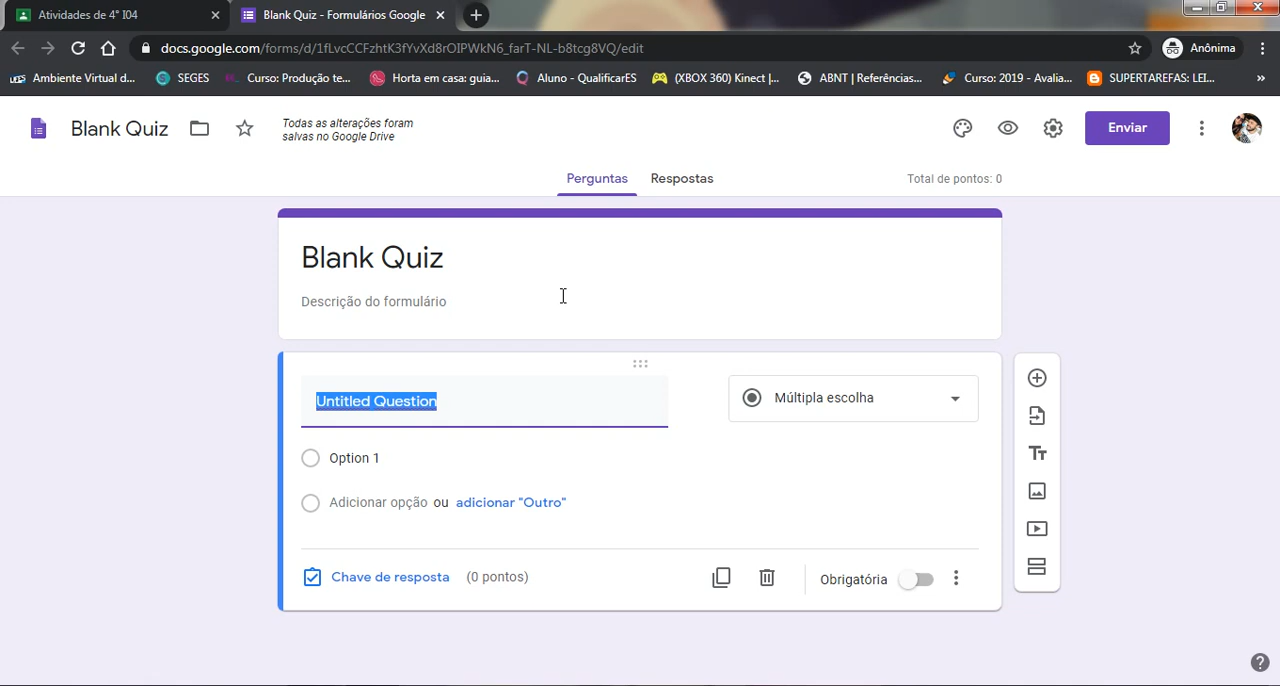 Atividades de 4° I04
Blank Quiz - Formulários Google
docs.google.com/forms/d/1fLvcCCFzhtK3fYvXd8rOIPWkN6_farT-NL-b8tcg8VQ/edit
Anônima
Ambiente Virtual d...
SEGES
Curso: Produção te...
Horta em casa: guia...
Aluno - QualificarES
(XBOX 360) Kinect |...
ABNT | Referências...
Curso: 2019 - Avalia...
SUPERTAREFAS: LEI...
»
Blank Quiz
Todas as alterações foram
salvas no Google Drive
Enviar
Perguntas
Respostas
Total de pontos: 0
Blank Quiz
Descrição do formulário
Untitled Question
Múltipla escolha
Option 1
Adicionar opção ou adicionar "Outro"
Chave de resposta (0 pontos)
Obrigatória